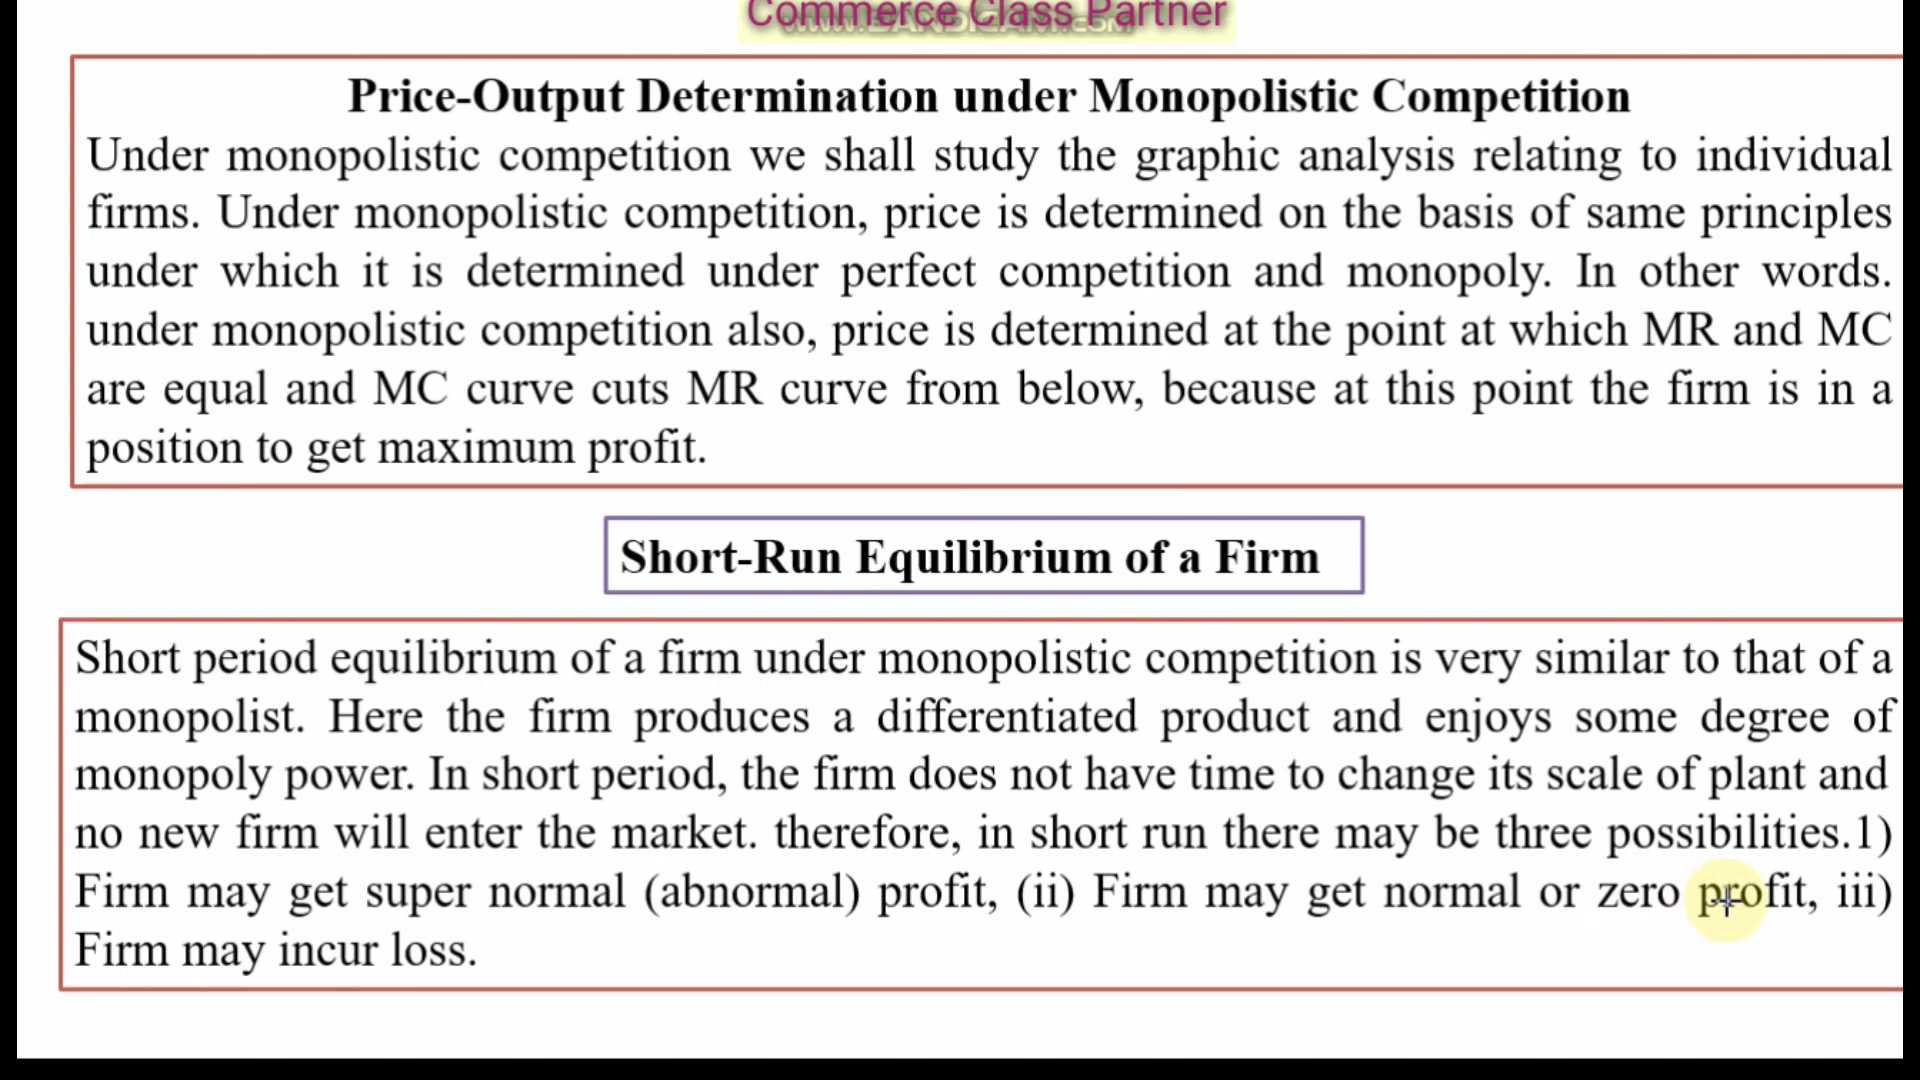 Commerce Class Partner
www.BANDICAM.com
Price-Output Determination under Monopolistic Competition
Under monopolistic competition we shall study the graphic analysis relating to individual
firms. Under monopolistic competition, price is determined on the basis of same principles
under which it is determined under perfect competition and monopoly. In other words.
under monopolistic competition also, price is determined at the point at which MR and MC
are equal and MC curve cuts MR curve from below, because at this point the firm is in a
position to get maximum profit.
Short-Run Equilibrium of a Firm
Short period equilibrium of a firm under monopolistic competition is very similar to that of a
monopolist. Here the firm produces a differentiated product and enjoys some degree of
monopoly power. In short period, the firm does not have time to change its scale of plant and
no new firm will enter the market. therefore, in short run there may be three possibilities.1)
Firm may get super normal (abnormal) profit, (ii) Firm may get normal or zero profit, iii)
Firm may incur loss.